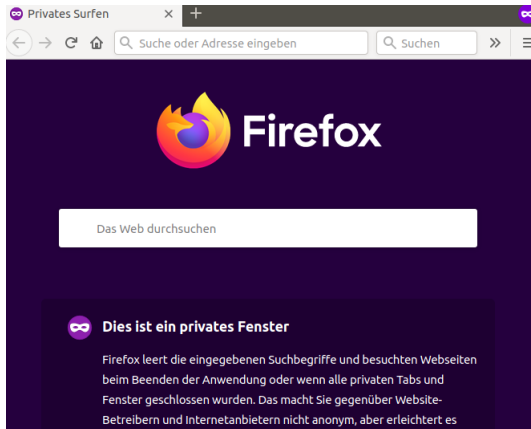 Privates Surfen
Suche oder Adresse eingeben
Suchen
Firefox
Das Web durchsuchen
Dies ist ein privates Fenster
Firefox leert die eingegebenen Suchbegriffe und besuchten Webseiten
beim Beenden der Anwendung oder wenn alle privaten Tabs und
Fenster geschlossen wurden. Das macht Sie gegenüber Website-
Betreibern und Internetanbietern nicht anonym, aber erleichtert es